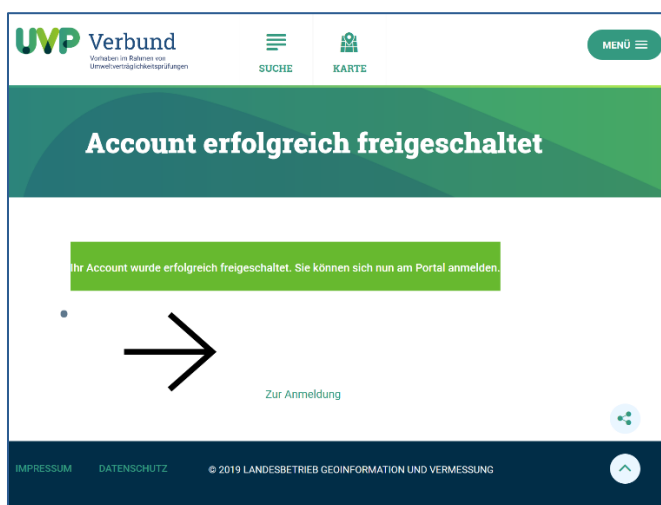 UVP Verbund
Vorhaben im Rahmen von
Umweltverträglichkeitsprüfungen
SUCHE
KARTE
MENÜ
Account erfolgreich freigeschaltet
Ihr Account wurde erfolgreich freigeschaltet. Sie können sich nun am Portal anmelden.
Zur Anmeldung
IMPRESSUM
DATENSCHUTZ
© 2019 LANDESBETRIEB GEOINFORMATION UND VERMESSUNG